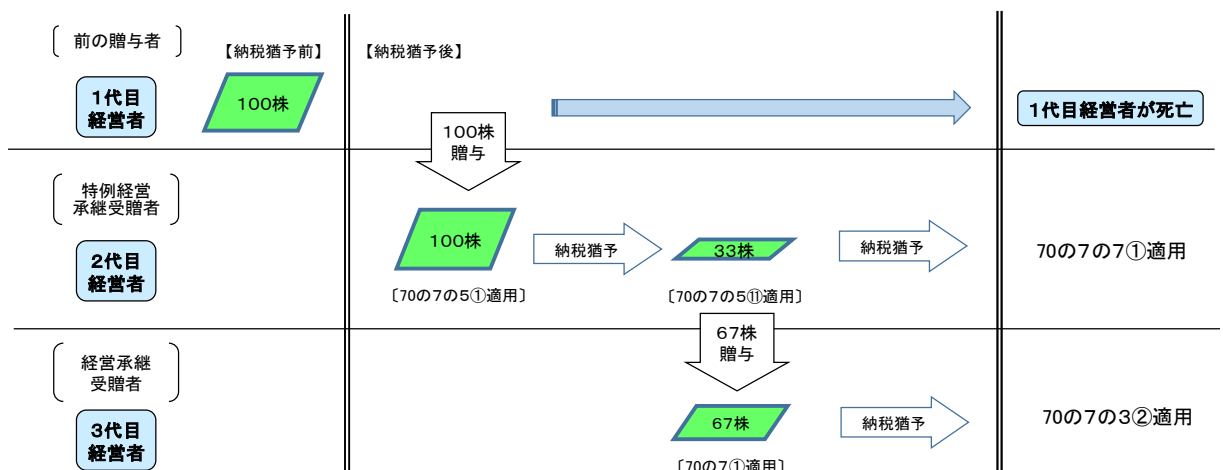 前の贈与者
【納税猶予前】
【納税猶予後】
1代目
経営者
100株
1代目経営者が死亡
100株
贈与
特例経営
承継受贈者
2代目
経営者
100株
納税猶予
33株
納税猶予
70の7の7①適用
〔70の7の5①適用〕
〔70の7の5⑪適用〕
67株
贈与
経営承継
受贈者
3代目
経営者
67株
納税猶予
70の7の3②適用
〔70の7①適用〕